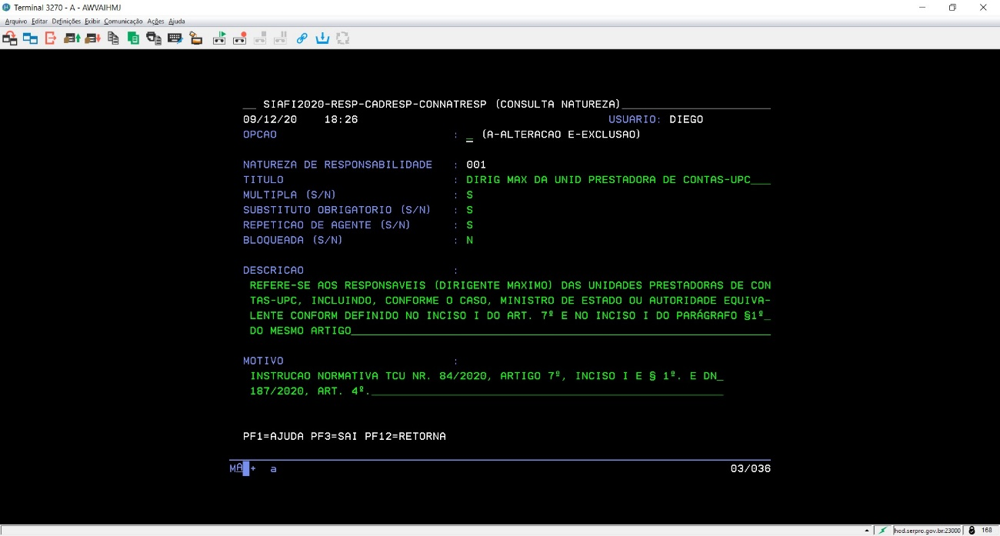 Terminal 3270 - A - AWVAIHMJ
Arquivo Editar Definições Exibir Comunicação Ações Ajuda
__ SIAFI2020-RESP-CADRESP-CONNATRESP (CONSULTA NATUREZA)______________________
09/12/20 18:26 USUARIO: DIEGO
OPCAO : _ (A-ALTERACAO E-EXCLUSAO)
NATUREZA DE RESPONSABILIDADE : 001
TITULO : DIRIG MAX DA UNID PRESTADORA DE CONTAS-UPC___
MULTIPLA (S/N) : S
SUBSTITUTO OBRIGATORIO (S/N) : S
REPETICAO DE AGENTE (S/N) : S
BLOQUEADA (S/N) : N
DESCRICAO :
REFERE-SE AOS RESPONSAVEIS (DIRIGENTE MAXIMO) DAS UNIDADES PRESTADORAS DE CON
TAS-UPC, INCLUINDO, CONFORME O CASO, MINISTRO DE ESTADO OU AUTORIDADE EQUIVA-
LENTE CONFORM DEFINIDO NO INCISO I DO ART. 7º E NO INCISO I DO PARÁGRAFO §1º_
DO MESMO ARTIGO______________________________________________________________
MOTIVO :
INSTRUCAO NORMATIVA TCU NR. 84/2020, ARTIGO 7º, INCISO I E § 1º. E DN_
187/2020, ART. 4º.____________________________________________________
PF1=AJUDA PF3=SAI PF12=RETORNA
MA + a 03/036
hod.serpro.gov.br:23000 168